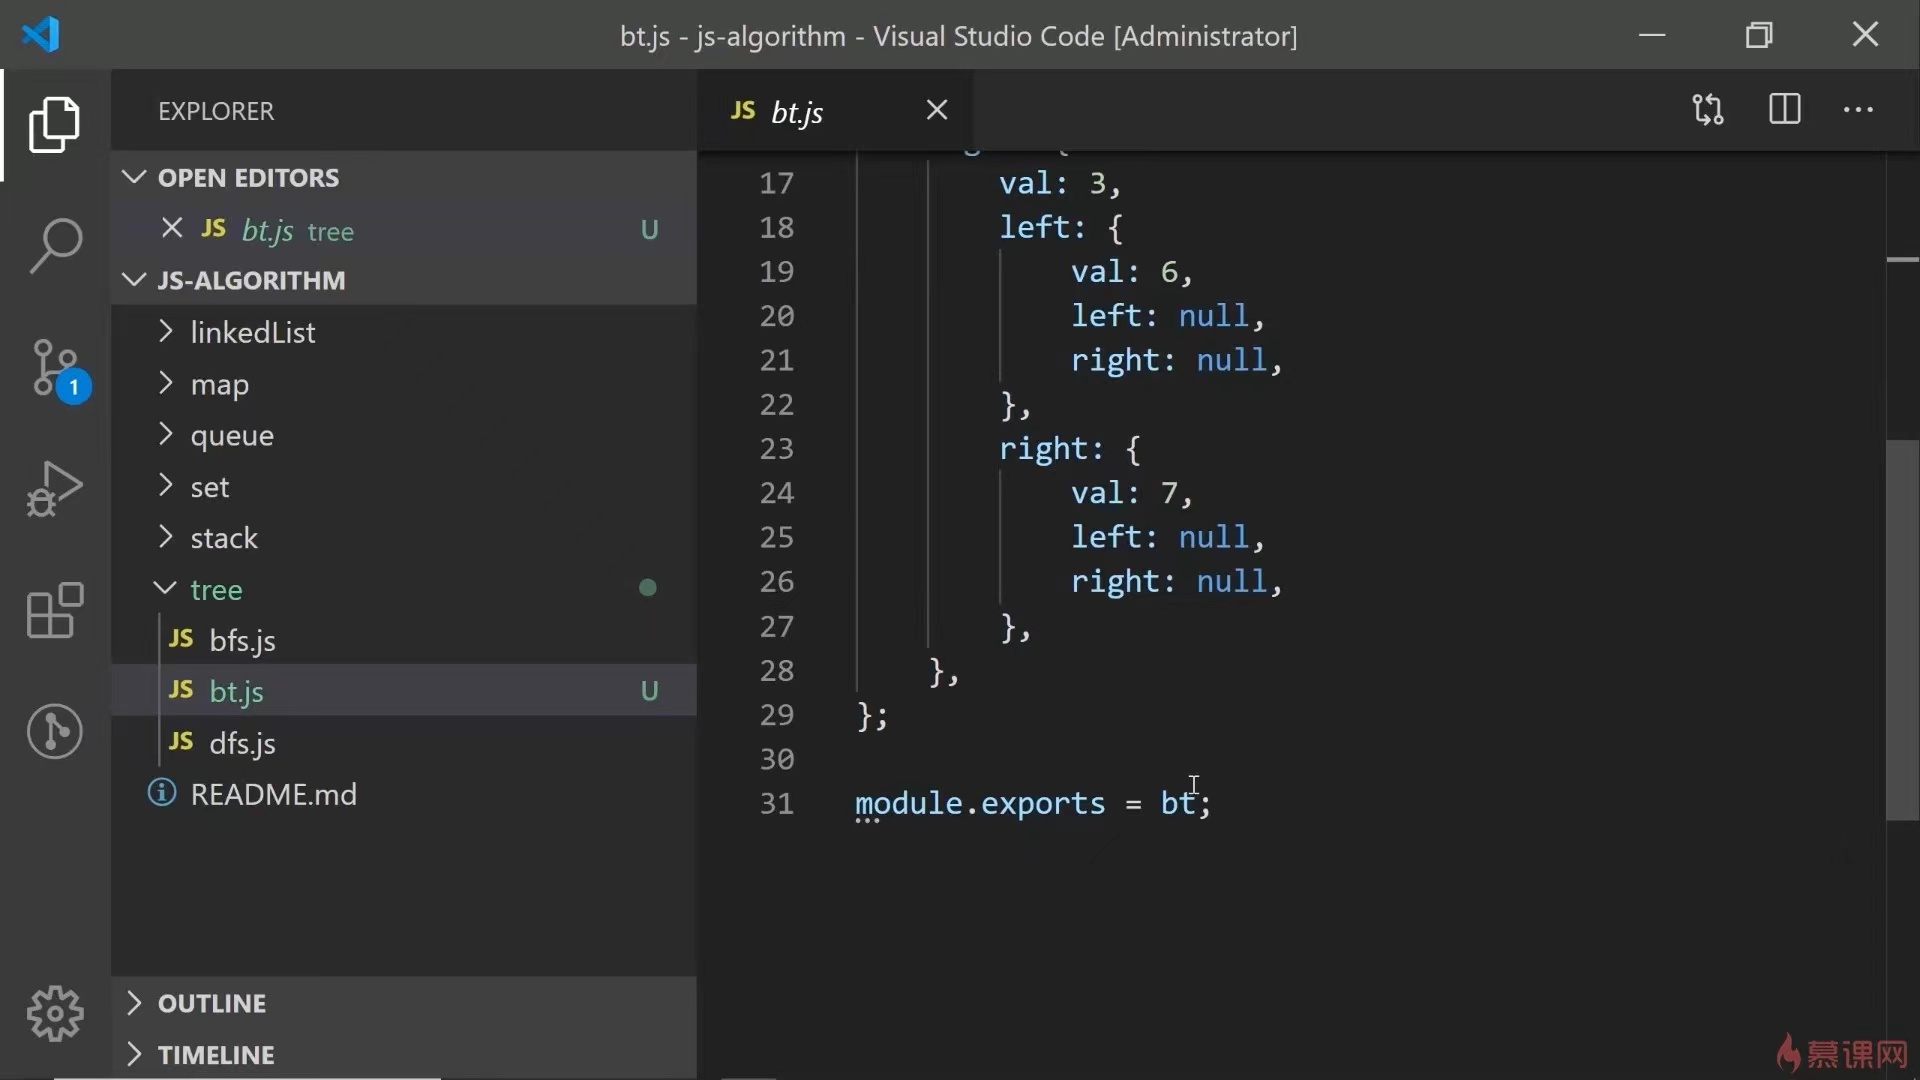 bt.js - js-algorithm - Visual Studio Code [Administrator]
EXPLORER
OPEN EDITORS
JS bt.js tree U
JS-ALGORITHM
linkedList
map
queue
set
stack
tree
JS bfs.js
JS bt.js U
JS dfs.js
README.md
OUTLINE
TIMELINE
1
JS bt.js
17 val: 3,
18 left: {
19 val: 6,
20 left: null,
21 right: null,
22 },
23 right: {
24 val: 7,
25 left: null,
26 right: null,
27 },
28 },
29 };
30
31 module.exports = bt;
慕课网